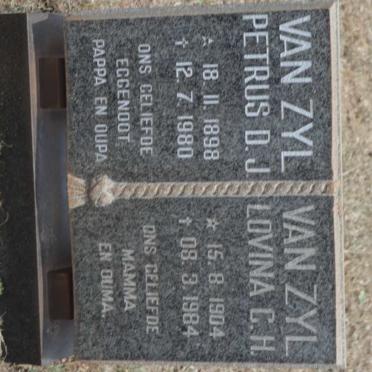 VAN ZYL
PETRUS D. J.
☆ 18. 11. 1898
✝ 12. 7. 1980
ONS GELIEFDE
EGGENOOT,
PAPPA EN OUPA.
VAN ZYL
LOVINA C. H.
☆ 15. 8. 1904
✝ 08. 3. 1984
ONS GELIEFDE
MAMMA
EN OUMA.